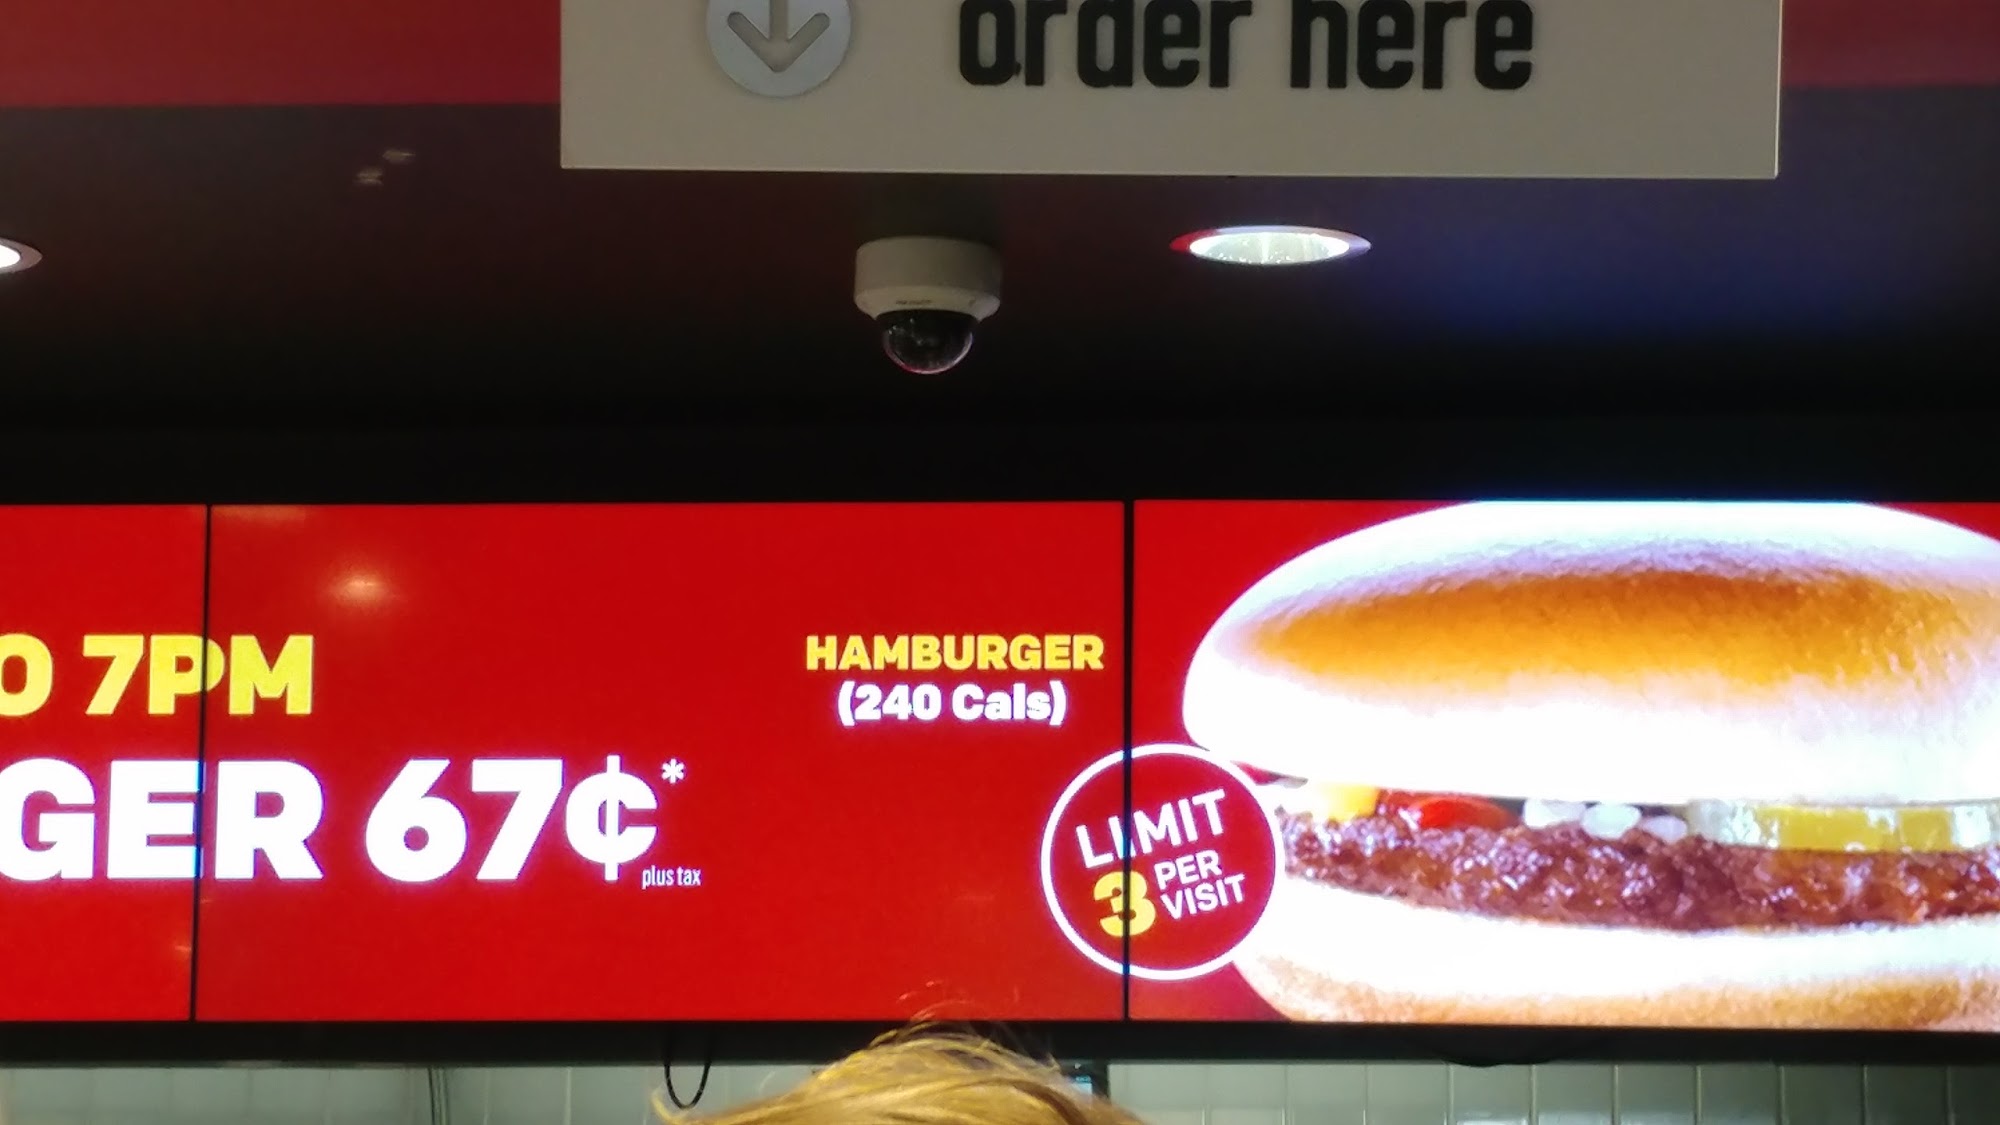 order here
O 7PM
GER 67¢*
plus tax
HAMBURGER
(240 Cals)
LIMIT
3 PER
VISIT